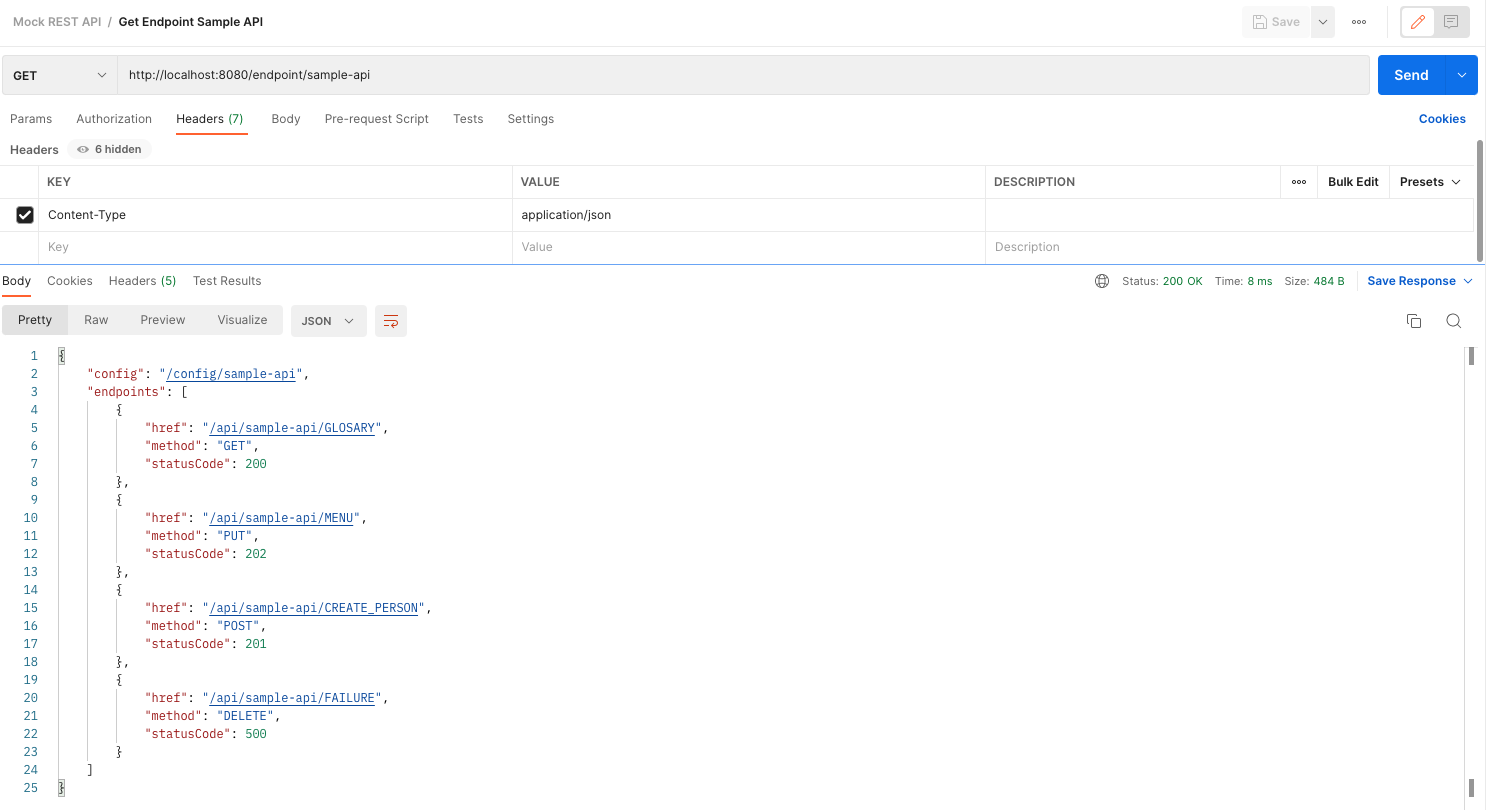 Mock REST API / Get Endpoint Sample API
Save
GET http://localhost:8080/endpoint/sample-api Send
Params Authorization Headers (7) Body Pre-request Script Tests Settings Cookies
Headers 6 hidden
KEY VALUE DESCRIPTION Bulk Edit Presets
Content-Type application/json
Key Value Description
Body Cookies Headers (5) Test Results Status: 200 OK Time: 8 ms Size: 484 B Save Response
Pretty Raw Preview Visualize JSON
1 {
2 "config": "/config/sample-api",
3 "endpoints": [
4 {
5 "href": "/api/sample-api/GLOSARY",
6 "method": "GET",
7 "statusCode": 200
8 },
9 {
10 "href": "/api/sample-api/MENU",
11 "method": "PUT",
12 "statusCode": 202
13 },
14 {
15 "href": "/api/sample-api/CREATE_PERSON",
16 "method": "POST",
17 "statusCode": 201
18 },
19 {
20 "href": "/api/sample-api/FAILURE",
21 "method": "DELETE",
22 "statusCode": 500
23 }
24 ]
25 }